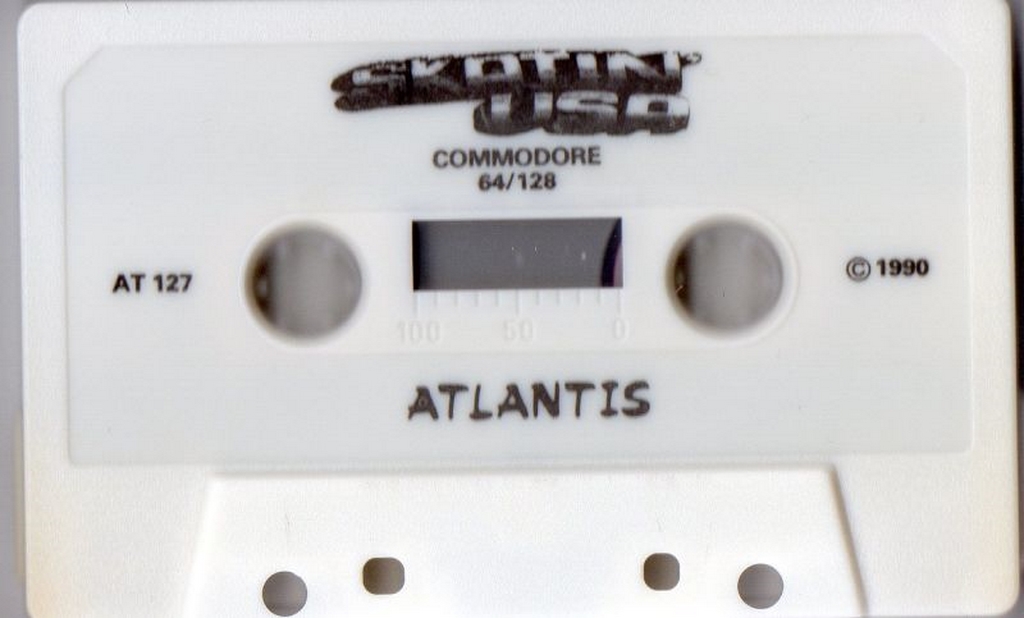 SKATIN'
USA
COMMODORE
64/128
AT 127
© 1990
100 50 0
ATLANTIS